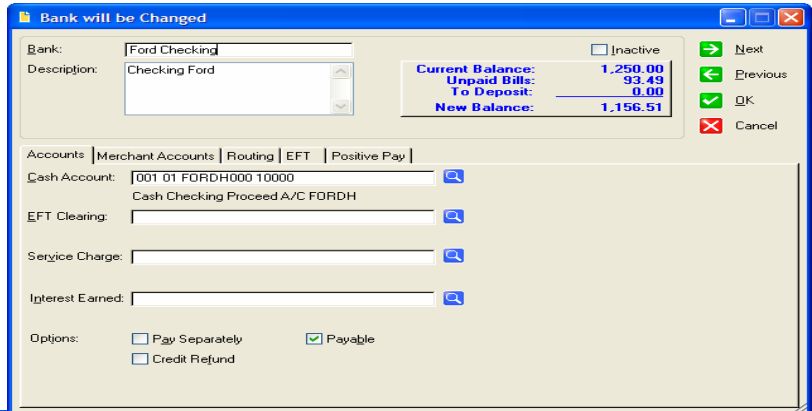 Bank will be Changed
Bank: Ford Checking
Inactive
Next
Description: Checking Ford
Current Balance: 1,250.00
Unpaid Bills: 93.49
To Deposit: 0.00
New Balance: 1,156.51
Previous
OK
Cancel
Accounts Merchant Accounts Routing EFT Positive Pay
Cash Account: 001 01 FORDH000 10000
Cash Checking Proceed A/C FORDH
EFT Clearing:
Service Charge:
Interest Earned:
Options: Pay Separately Payable
Credit Refund